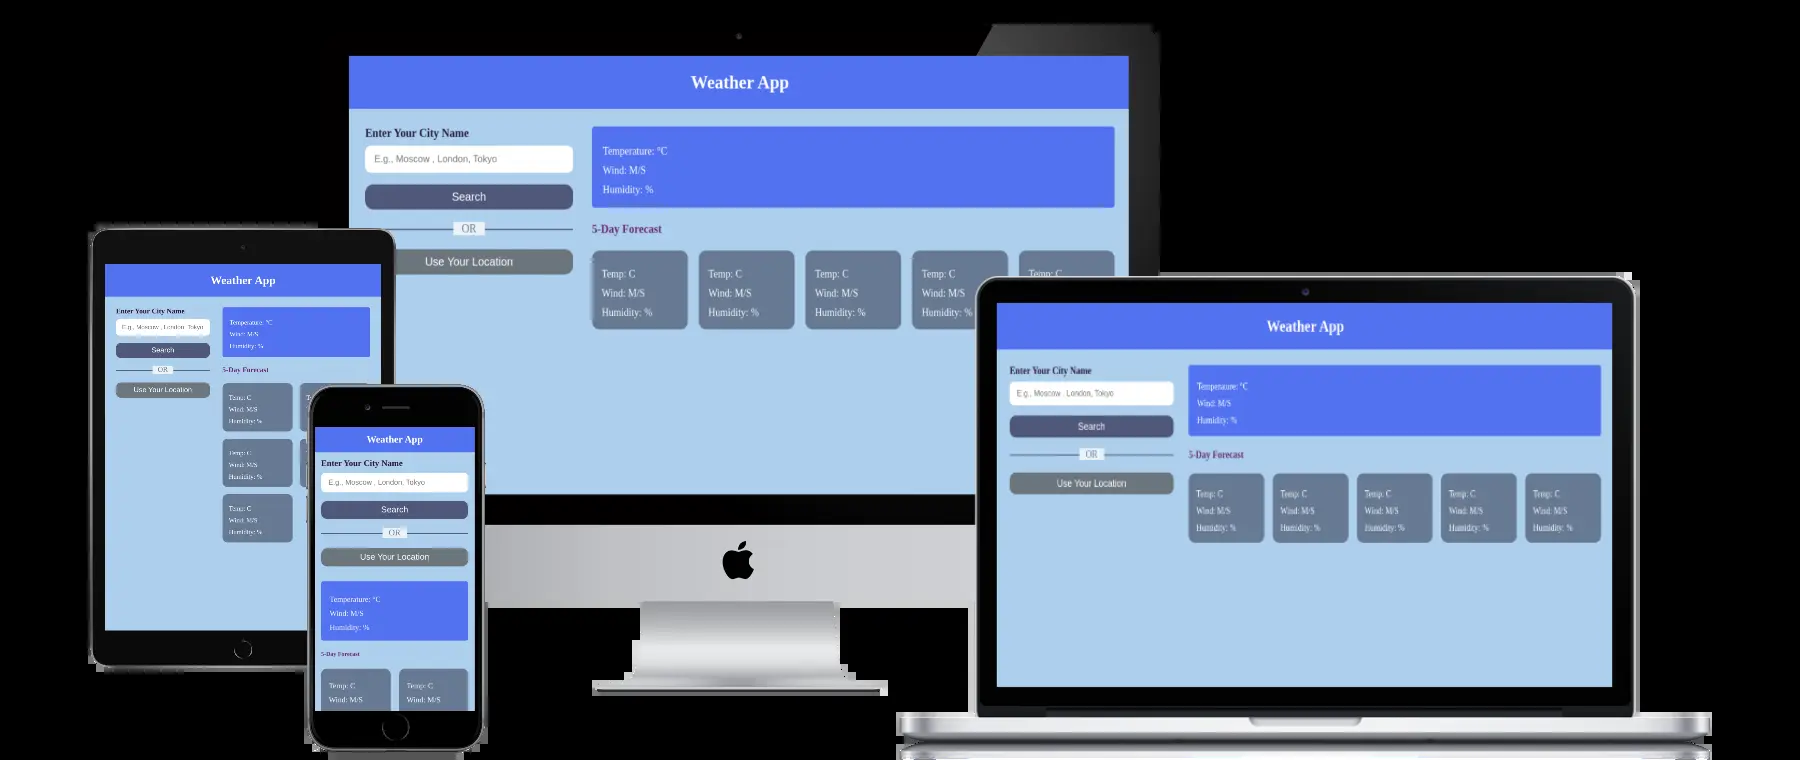 Weather App
Enter Your City Name
E.g., Moscow , London, Tokyo
Search
OR
Use Your Location
Temperature: °C
Wind: M/S
Humidity: %
5-Day Forecast
Temp: C
Wind: M/S
Humidity: %
Temp: C
Wind: M/S
Humidity: %
Temp: C
Wind: M/S
Humidity: %
Temp: C
Wind: M/S
Humidity: %
Temp: C
Weather App
Enter Your City Name
E.g., Moscow , London, Tokyo
Search
OR
Use Your Location
Temperature: °C
Wind: M/S
Humidity: %
5-Day Forecast
Temp: C
Wind: M/S
Humidity: %
Temp: C
Wind: M/S
Humidity: %
Temp: C
Wind: M/S
Humidity: %
Weather App
Enter Your City Name
E.g., Moscow , London, Tokyo
Search
OR
Use Your Location
Temperature: °C
Wind: M/S
Humidity: %
5-Day Forecast
Temp: C
Wind: M/S
Temp: C
Wind: M/S
Weather App
Enter Your City Name
E.g., Moscow , London, Tokyo
Search
OR
Use Your Location
Temperature: °C
Wind: M/S
Humidity: %
5-Day Forecast
Temp: C
Wind: M/S
Humidity: %
Temp: C
Wind: M/S
Humidity: %
Temp: C
Wind: M/S
Humidity: %
Temp: C
Wind: M/S
Humidity: %
Temp: C
Wind: M/S
Humidity: %